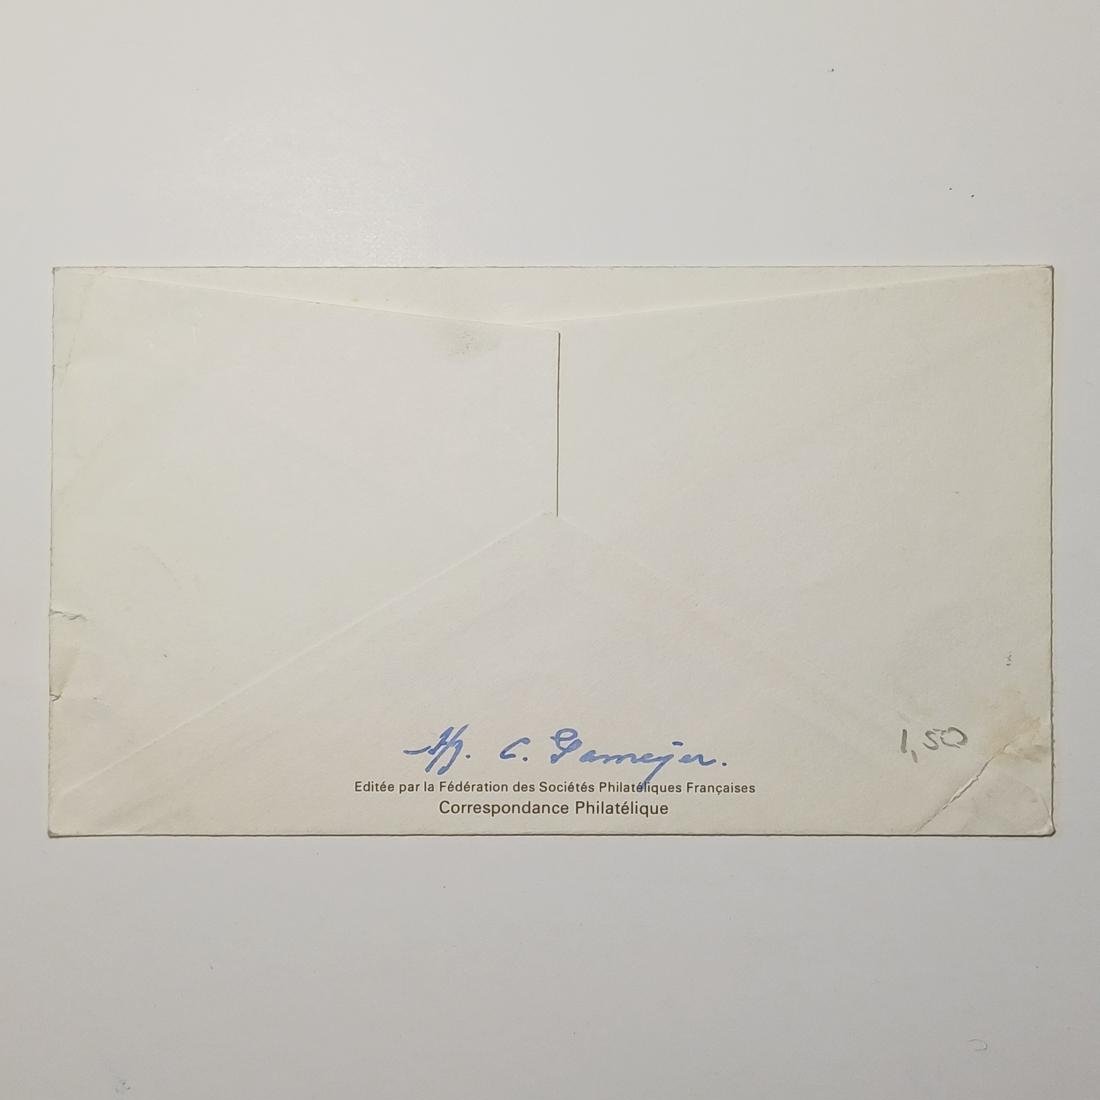 C.
1,50
Editée par la Fédération des Sociétés Philatéliques Françaises
Correspondance Philatélique